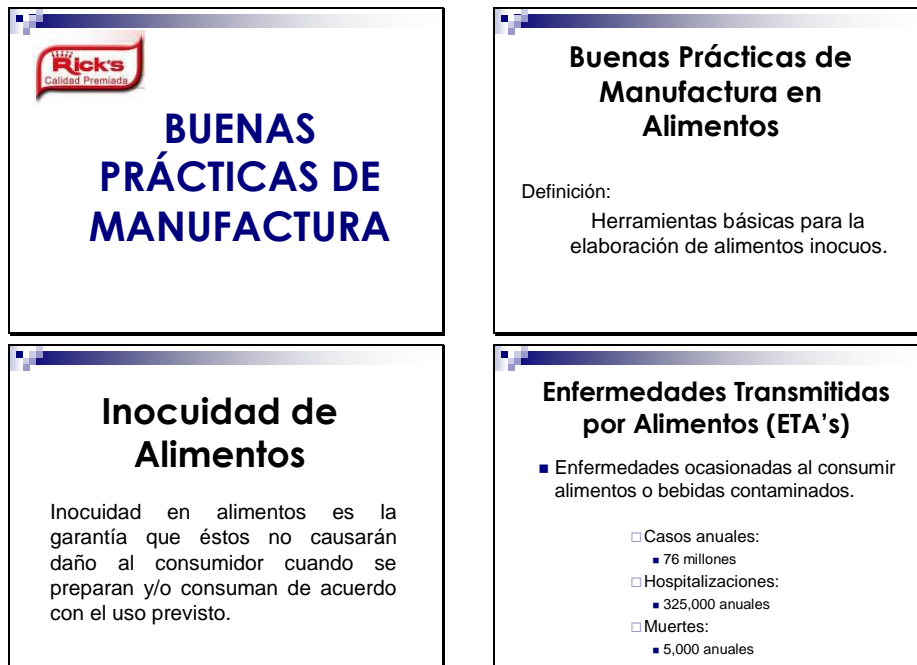 Rick's
Calidad Premiada
BUENAS
PRÁCTICAS DE
MANUFACTURA
Buenas Prácticas de
Manufactura en
Alimentos
Definición:
Herramientas básicas para la
elaboración de alimentos inocuos.
Inocuidad de
Alimentos
Inocuidad en alimentos es la
garantía que éstos no causarán
daño al consumidor cuando se
preparan y/o consuman de acuerdo
con el uso previsto.
Enfermedades Transmitidas
por Alimentos (ETA’s)
Enfermedades ocasionadas al consumir
alimentos o bebidas contaminados.
Casos anuales:
76 millones
Hospitalizaciones:
325,000 anuales
Muertes:
5,000 anuales